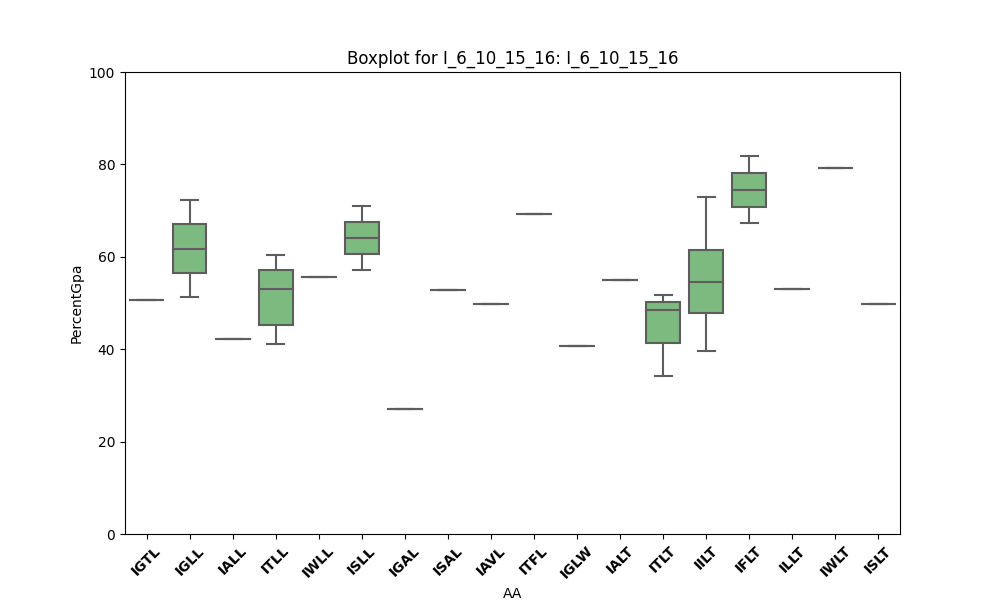 Boxplot for I_6_10_15_16: I_6_10_15_16
PercentGpa
100
80
60
40
20
0
IGTL IGLL IALL ITLL IWLL ISLL IGAL ISAL IAVL ITFL IGLW IALT ITLT IILT IFLT ILLT IWLT ISLT
AA